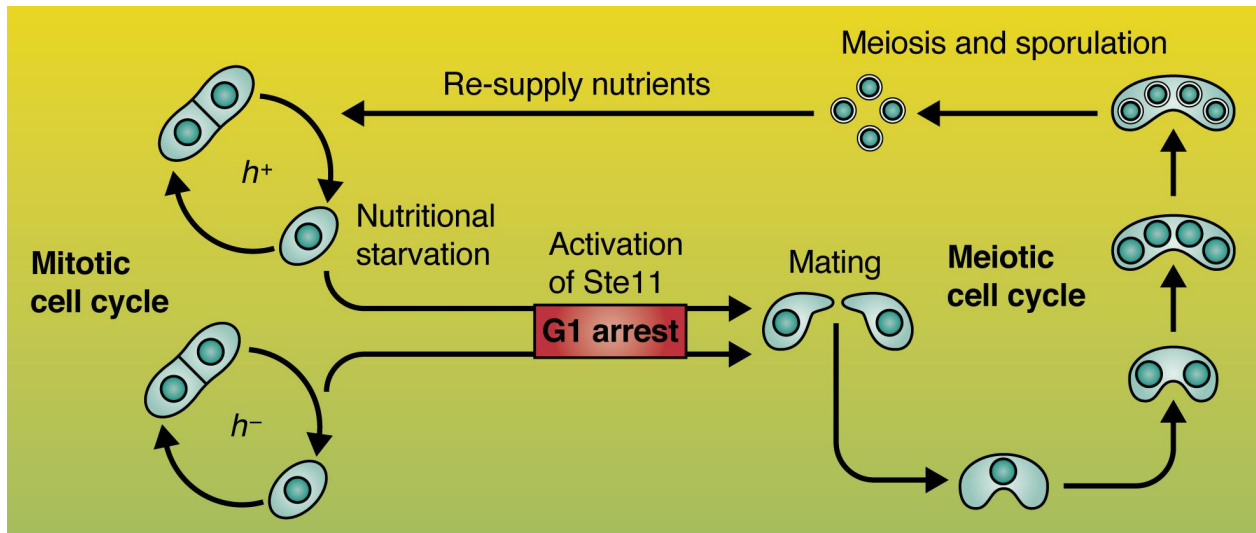 Meiosis and sporulation
Re-supply nutrients
h+
Nutritional
starvation
Activation
of Ste11
G1 arrest
Mating
Mitotic
cell cycle
Meiotic
cell cycle
h–